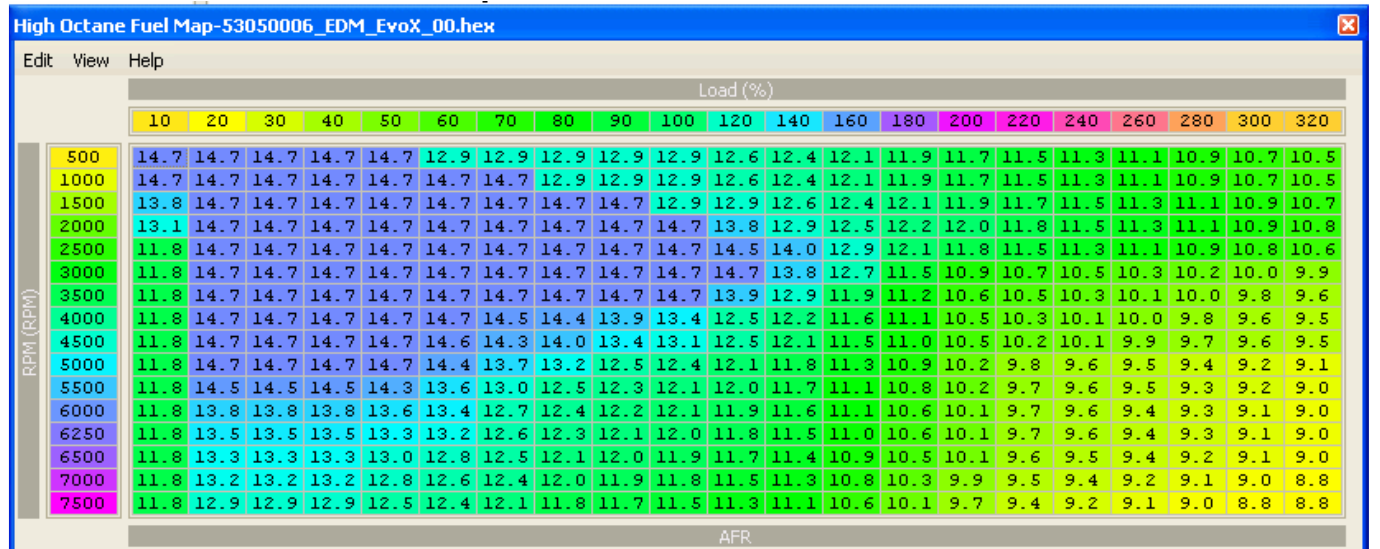 High Octane Fuel Map-53050006_EDM_EvoX_00.hex
Edit View Help
Load (%)
10 20 30 40 50 60 70 80 90 100 120 140 160 180 200 220 240 260 280 300 320
500 14.7 14.7 14.7 14.7 14.7 12.9 12.9 12.9 12.9 12.9 12.6 12.4 12.1 11.9 11.7 11.5 11.3 11.1 10.9 10.7 10.5
1000 14.7 14.7 14.7 14.7 14.7 14.7 14.7 12.9 12.9 12.9 12.6 12.4 12.1 11.9 11.7 11.5 11.3 11.1 10.9 10.7 10.5
1500 13.8 14.7 14.7 14.7 14.7 14.7 14.7 14.7 14.7 12.9 12.9 12.6 12.4 12.1 11.9 11.7 11.5 11.3 11.1 10.9 10.7
2000 13.1 14.7 14.7 14.7 14.7 14.7 14.7 14.7 14.7 14.7 13.8 12.9 12.5 12.2 12.0 11.8 11.5 11.3 11.1 10.9 10.8
2500 11.8 14.7 14.7 14.7 14.7 14.7 14.7 14.7 14.7 14.7 14.5 14.0 12.9 12.1 11.8 11.5 11.3 11.1 10.9 10.8 10.6
3000 11.8 14.7 14.7 14.7 14.7 14.7 14.7 14.7 14.7 14.7 14.7 13.8 12.7 11.5 10.9 10.7 10.5 10.3 10.2 10.0 9.9
3500 11.8 14.7 14.7 14.7 14.7 14.7 14.7 14.7 14.7 14.7 13.9 12.9 11.9 11.2 10.6 10.5 10.3 10.1 10.0 9.8 9.6
4000 11.8 14.7 14.7 14.7 14.7 14.7 14.5 14.4 13.9 13.4 12.5 12.2 11.6 11.1 10.5 10.3 10.1 10.0 9.8 9.6 9.5
4500 11.8 14.7 14.7 14.7 14.7 14.6 14.3 14.0 13.4 13.1 12.5 12.1 11.5 11.0 10.5 10.2 10.1 9.9 9.7 9.6 9.5
5000 11.8 14.7 14.7 14.7 14.7 14.4 13.7 13.2 12.5 12.4 12.1 11.8 11.3 10.9 10.2 9.8 9.6 9.5 9.4 9.2 9.1
5500 11.8 14.5 14.5 14.5 14.3 13.6 13.0 12.5 12.3 12.1 12.0 11.7 11.1 10.8 10.2 9.7 9.6 9.5 9.3 9.2 9.0
6000 11.8 13.8 13.8 13.8 13.6 13.4 12.7 12.4 12.2 12.1 11.9 11.6 11.1 10.6 10.1 9.7 9.6 9.4 9.3 9.1 9.0
6250 11.8 13.5 13.5 13.5 13.3 13.2 12.6 12.3 12.1 12.0 11.8 11.5 11.0 10.6 10.1 9.7 9.6 9.4 9.3 9.1 9.0
6500 11.8 13.3 13.3 13.3 13.0 12.8 12.5 12.1 12.0 11.9 11.7 11.4 10.9 10.5 10.1 9.6 9.5 9.4 9.2 9.1 9.0
7000 11.8 13.2 13.2 13.2 12.8 12.6 12.4 12.0 11.9 11.8 11.5 11.3 10.8 10.3 9.9 9.5 9.4 9.2 9.1 9.0 8.8
7500 11.8 12.9 12.9 12.9 12.5 12.4 12.1 11.8 11.7 11.5 11.3 11.1 10.6 10.1 9.7 9.4 9.2 9.1 9.0 8.8 8.8
RPM (RPM)
AFR